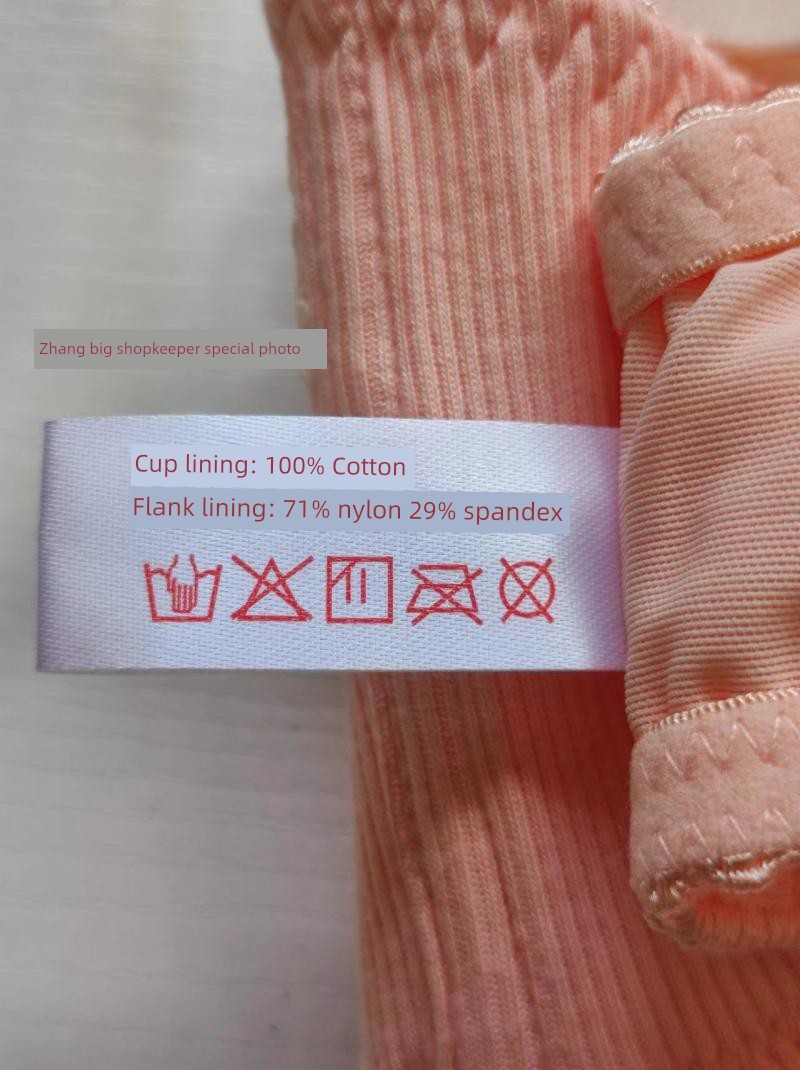 Zhang big shopkeeper special photo
Cup lining: 100% Cotton
Flank lining: 71% nylon 29% spandex